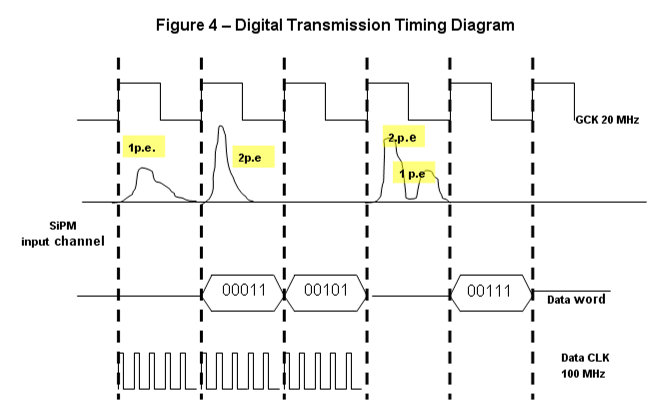 Figure 4 – Digital Transmission Timing Diagram
GCK 20 MHz
1p.e.
2p.e
2.p.e
1 p.e
SiPM
input channel
00011
00101
00111
Data word
Data CLK
100 MHz